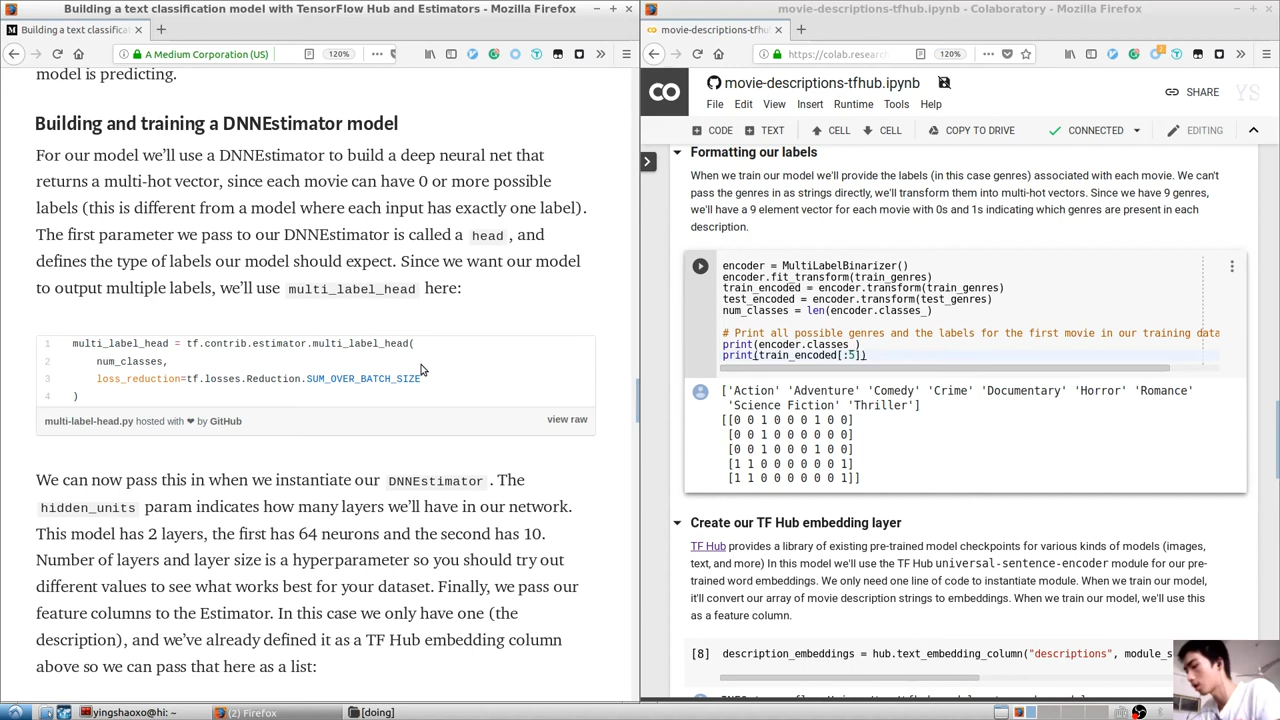 Building a text classification model with TensorFlow Hub and Estimators - Mozilla Firefox
Building a text classificat
A Medium Corporation (US)
120%
model is predicting.
Building and training a DNNEstimator model
For our model we'll use a DNNEstimator to build a deep neural net that
returns a multi-hot vector, since each movie can have 0 or more possible
labels (this is different from a model where each input has exactly one label).
The first parameter we pass to our DNNEstimator is called a head , and
defines the type of labels our model should expect. Since we want our model
to output multiple labels, we'll use multi_label_head here:
1 multi_label_head = tf.contrib.estimator.multi_label_head(
2 num_classes,
3 loss_reduction=tf.losses.Reduction.SUM_OVER_BATCH_SIZE
4 )
multi-label-head.py hosted with ❤ by GitHub
view raw
We can now pass this in when we instantiate our DNNEstimator . The
hidden_units param indicates how many layers we'll have in our network.
This model has 2 layers, the first has 64 neurons and the second has 10.
Number of layers and layer size is a hyperparameter so you should try out
different values to see what works best for your dataset. Finally, we pass our
feature columns to the Estimator. In this case we only have one (the
description), and we've already defined it as a TF Hub embedding column
above so we can pass that here as a list:
movie-descriptions-tfhub.ipynb - Colaboratory - Mozilla Firefox
movie-descriptions-tfhub
https://colab.researc
120%
CO
movie-descriptions-tfhub.ipynb
File Edit View Insert Runtime Tools Help
SHARE
YS
CODE TEXT CELL CELL COPY TO DRIVE CONNECTED EDITING
Formatting our labels
When we train our model we'll provide the labels (in this case genres) associated with each movie. We can't
pass the genres in as strings directly, we'll transform them into multi-hot vectors. Since we have 9 genres,
we'll have a 9 element vector for each movie with 0s and 1s indicating which genres are present in each
description.
encoder = MultiLabelBinarizer()
encoder.fit_transform(train_genres)
train_encoded = encoder.transform(train_genres)
test_encoded = encoder.transform(test_genres)
num_classes = len(encoder.classes_)
# Print all possible genres and the labels for the first movie in our training data
print(encoder.classes_)
print(train_encoded[:5])
['Action' 'Adventure' 'Comedy' 'Crime' 'Documentary' 'Horror' 'Romance'
'Science Fiction' 'Thriller']
[[0 0 1 0 0 0 1 0 0]
[0 0 1 0 0 0 0 0 0]
[0 0 1 0 0 0 1 0 0]
[1 1 0 0 0 0 0 0 1]
[1 1 0 0 0 0 0 0 1]]
Create our TF Hub embedding layer
TF Hub provides a library of existing pre-trained model checkpoints for various kinds of models (images,
text, and more) In this model we'll use the TF Hub universal-sentence-encoder module for our pre-
trained word embeddings. We only need one line of code to instantiate module. When we train our model,
it'll convert our array of movie description strings to embeddings. When we train our model, we'll use this
as a feature column.
[8] description_embeddings = hub.text_embedding_column("descriptions", module_s
yingshaoxo@hi: ~
(2) Firefox
[doing]